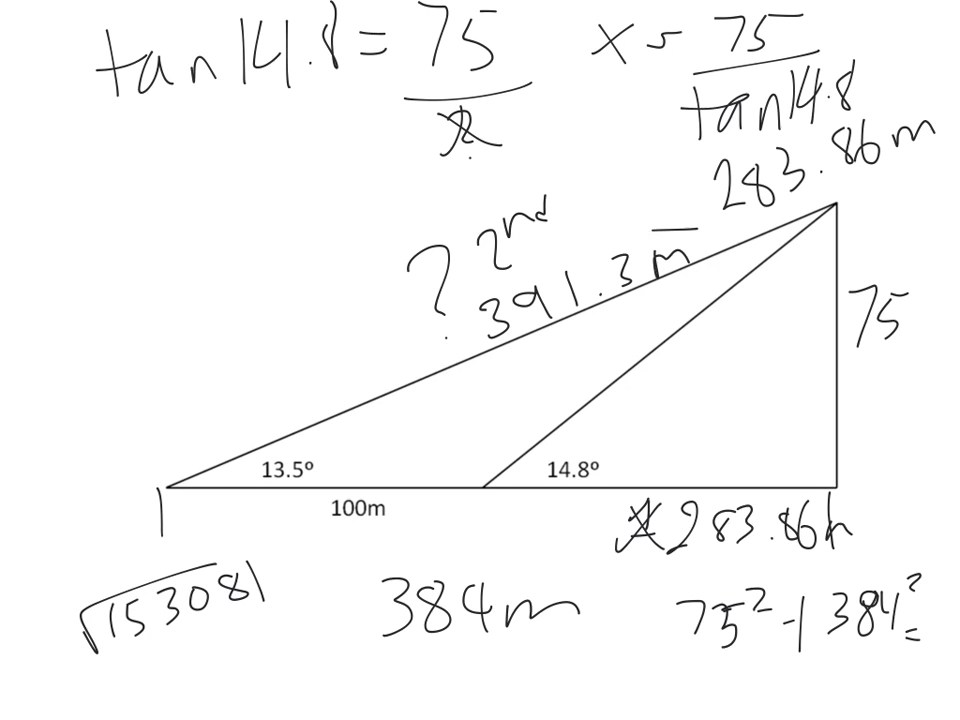 tan14.8 = 75/x   x = 75/tan14.8
283.86m
? 2nd
391.3m
75
13.5º
14.8º
100m
x 283.86m
√153081
384m
75² + 384² =